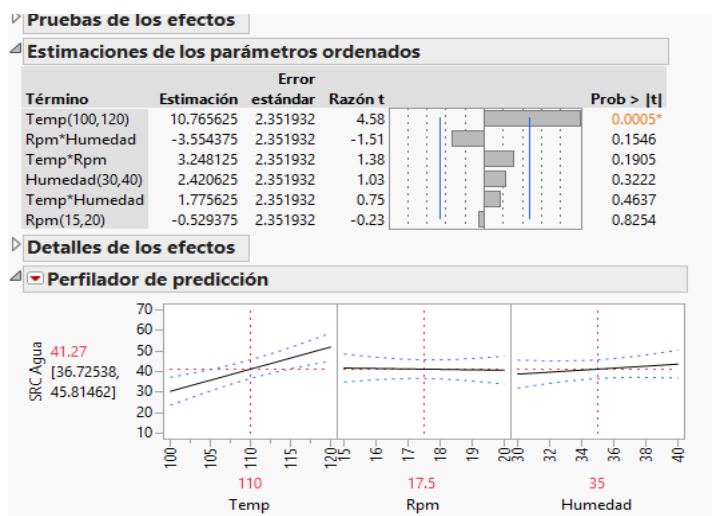 Pruebas de los efectos
Estimaciones de los parámetros ordenados
Error
Término Estimación estándar Razón t Prob > |t|
Temp(100,120) 10.765625 2.351932 4.58 0.0005*
Rpm*Humedad -3.554375 2.351932 -1.51 0.1546
Temp*Rpm 3.248125 2.351932 1.38 0.1905
Humedad(30,40) 2.420625 2.351932 1.03 0.3222
Temp*Humedad 1.775625 2.351932 0.75 0.4637
Rpm(15,20) -0.529375 2.351932 -0.23 0.8254
Detalles de los efectos
Perfilador de predicción
SRC Agua
41.27
[36.72538,
45.81462]
70
60
50
40
30
20
10
100 105 110 115 120 15 16 17 18 19 20 30 32 34 36 38 40
110 17.5 35
Temp Rpm Humedad